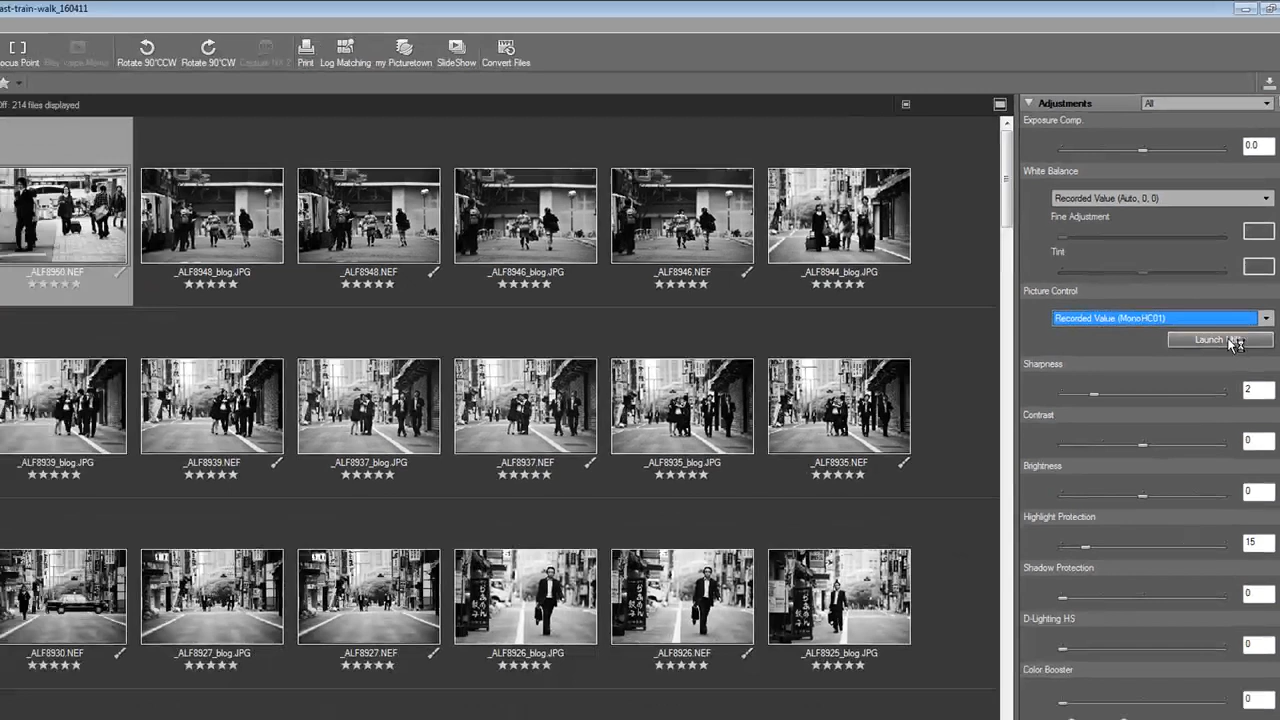 ast-train-walk_160411
ocus Point
Rotate 90°CCW
Rotate 90°CW
Capture NX 2
Print
Log Matching
my Picturetown
SlideShow
Convert Files
Off: 214 files displayed
Adjustments
All
Exposure Comp.
0.0
White Balance
Recorded Value (Auto, 0, 0)
Fine Adjustment
Tint
Picture Control
Recorded Value (MonoHC01)
Launch
Sharpness
2
Contrast
0
Brightness
0
Highlight Protection
15
Shadow Protection
0
D-Lighting HS
0
Color Booster
0
_ALF8950.NEF
_ALF8948_blog.JPG
_ALF8948.NEF
_ALF8946_blog.JPG
_ALF8946.NEF
_ALF8944_blog.JPG
_ALF8939_blog.JPG
_ALF8939.NEF
_ALF8937_blog.JPG
_ALF8937.NEF
_ALF8935_blog.JPG
_ALF8935.NEF
_ALF8930.NEF
_ALF8927_blog.JPG
_ALF8927.NEF
_ALF8926_blog.JPG
_ALF8926.NEF
_ALF8925_blog.JPG